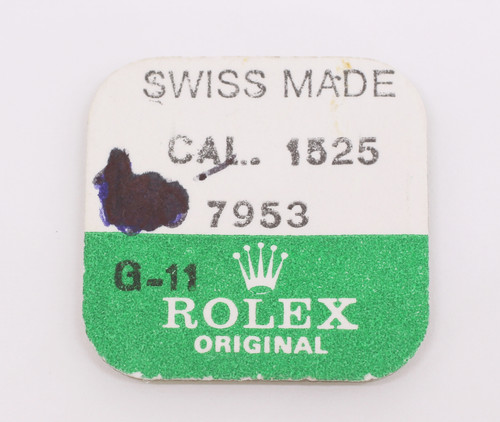 SWISS MADE
CAL. 1525
7953
G-11
ROLEX
ORIGINAL